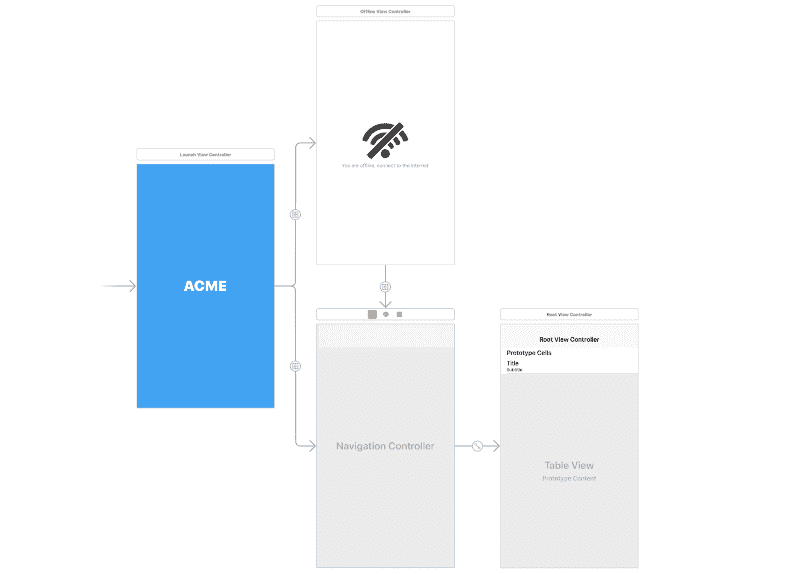 Offline View Controller
You are offline, connect to the internet
Launch View Controller
ACME
Root View Controller
Root View Controller
Prototype Cells
Title
Subtitle
Navigation Controller
Table View
Prototype Content